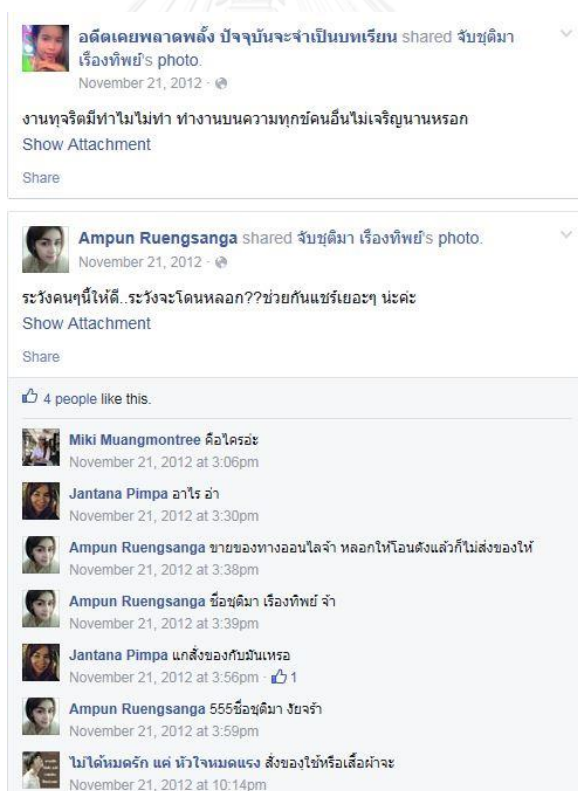 อดีตเคยพลาดพลั้ง ปัจจุบันจะจำเป็นบทเรียน shared จับชุติมา
เรืองทิพย์'s photo.
November 21, 2012
งานทุจริตมีทำไมไม่ทำ ทำงานบนความทุกข์คนอื่นไม่เจริญนานหรอก
Show Attachment
Share
Ampun Ruengsanga shared จับชุติมา เรืองทิพย์'s photo.
November 21, 2012
ระวังคนๆนี้ให้ดี..ระวังจะโดนหลอก??ช่วยกันแชร์เยอะๆ น่ะค่ะ
Show Attachment
Share
4 people like this.
Miki Muangmontree คือใครอ่ะ
November 21, 2012 at 3:06pm
Jantana Pimpa อาไร อ่า
November 21, 2012 at 3:30pm
Ampun Ruengsanga ขายของทางออนไลจ้า หลอกให้โอนตังแล้วก็ไม่ส่งของให้
November 21, 2012 at 3:38pm
Ampun Ruengsanga ชื่อชุติมา เรืองทิพย์ จ้า
November 21, 2012 at 3:39pm
Jantana Pimpa แกสั่งของกับมันเหรอ
November 21, 2012 at 3:56pm · 1
Ampun Ruengsanga 555ชื่อชุติมา งัยจร้า
November 21, 2012 at 3:59pm
ไม่ได้หมดรัก แค่ หัวใจหมดแรง สั่งของใช้หรือเสื้อผ้าจะ
November 21, 2012 at 10:14pm